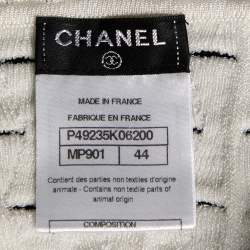 CHANEL
MADE IN FRANCE
FABRIQUE EN FRANCE
P49235K06200
MP901 44
Contient des parties non textiles d'origine
animale - Contains non textile parts of
animal origin
COMPOSITION